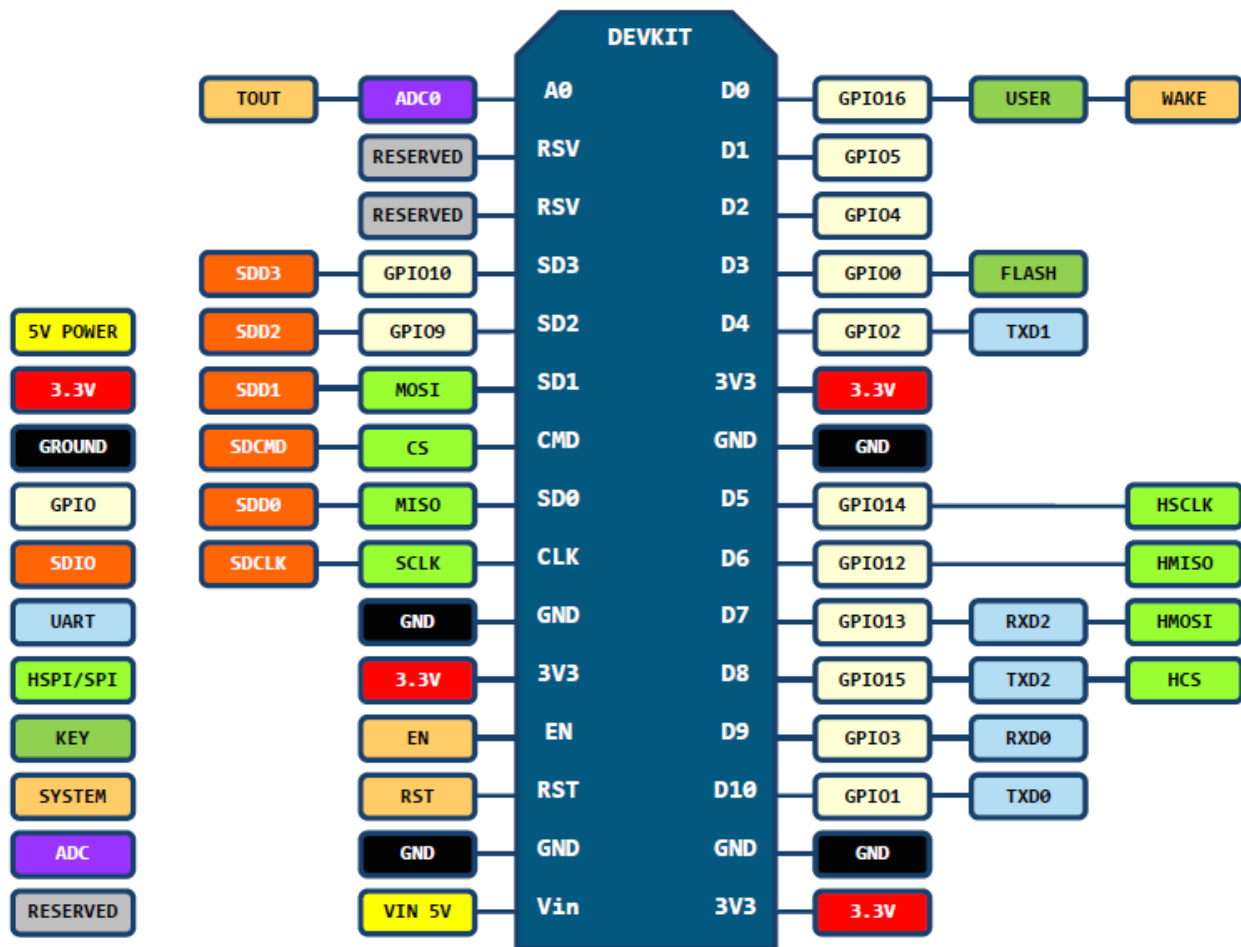 DEVKIT
TOUT ADC0 A0 D0 GPIO16 USER WAKE
RESERVED RSV D1 GPIO5
RESERVED RSV D2 GPIO4
SDD3 GPIO10 SD3 D3 GPIO0 FLASH
5V POWER SDD2 GPIO9 SD2 D4 GPIO2 TXD1
3.3V SDD1 MOSI SD1 3V3 3.3V
GROUND SDCMD CS CMD GND GND
GPIO SDD0 MISO SD0 D5 GPIO14 HSCLK
SDIO SDCLK SCLK CLK D6 GPIO12 HMISO
UART GND GND D7 GPIO13 RXD2 HMOSI
HSPI/SPI 3.3V 3V3 D8 GPIO15 TXD2 HCS
KEY EN EN D9 GPIO3 RXD0
SYSTEM RST RST D10 GPIO1 TXD0
ADC GND GND GND GND
RESERVED VIN 5V Vin 3V3 3.3V